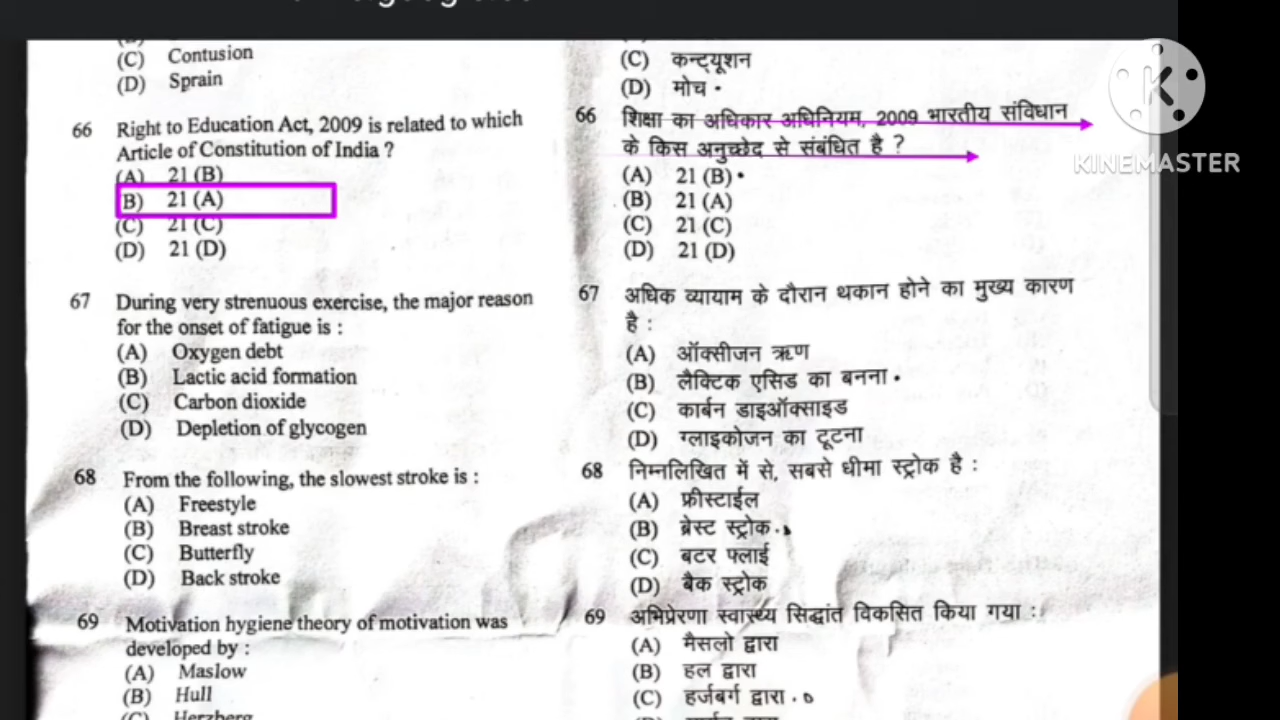 (C) Contusion
(D) Sprain
66 Right to Education Act, 2009 is related to which
Article of Constitution of India ?
(A) 21 (B)
(B) 21 (A)
(C) 21 (C)
(D) 21 (D)
67 During very strenuous exercise, the major reason
for the onset of fatigue is :
(A) Oxygen debt
(B) Lactic acid formation
(C) Carbon dioxide
(D) Depletion of glycogen
68 From the following, the slowest stroke is :
(A) Freestyle
(B) Breast stroke
(C) Butterfly
(D) Back stroke
69 Motivation hygiene theory of motivation was
developed by :
(A) Maslow
(B) Hull
(C) Herzberg
(C) कन्ट्यूशन
(D) मोच
66 शिक्षा का अधिकार अधिनियम, 2009 भारतीय संविधान
के किस अनुच्छेद से संबंधित है ?
(A) 21 (B)
(B) 21 (A)
(C) 21 (C)
(D) 21 (D)
67 अधिक व्यायाम के दौरान थकान होने का मुख्य कारण
है :
(A) ऑक्सीजन ऋण
(B) लैक्टिक एसिड का बनना
(C) कार्बन डाइऑक्साइड
(D) ग्लाइकोजन का टूटना
68 निम्नलिखित में से, सबसे धीमा स्ट्रोक है :
(A) फ्रीस्टाईल
(B) ब्रेस्ट स्ट्रोक
(C) बटर फ्लाई
(D) बैक स्ट्रोक
69 अभिप्रेरणा स्वास्थ्य सिद्धांत विकसित किया गया :
(A) मैसलो द्वारा
(B) हल द्वारा
(C) हर्जबर्ग द्वारा
KINEMASTER